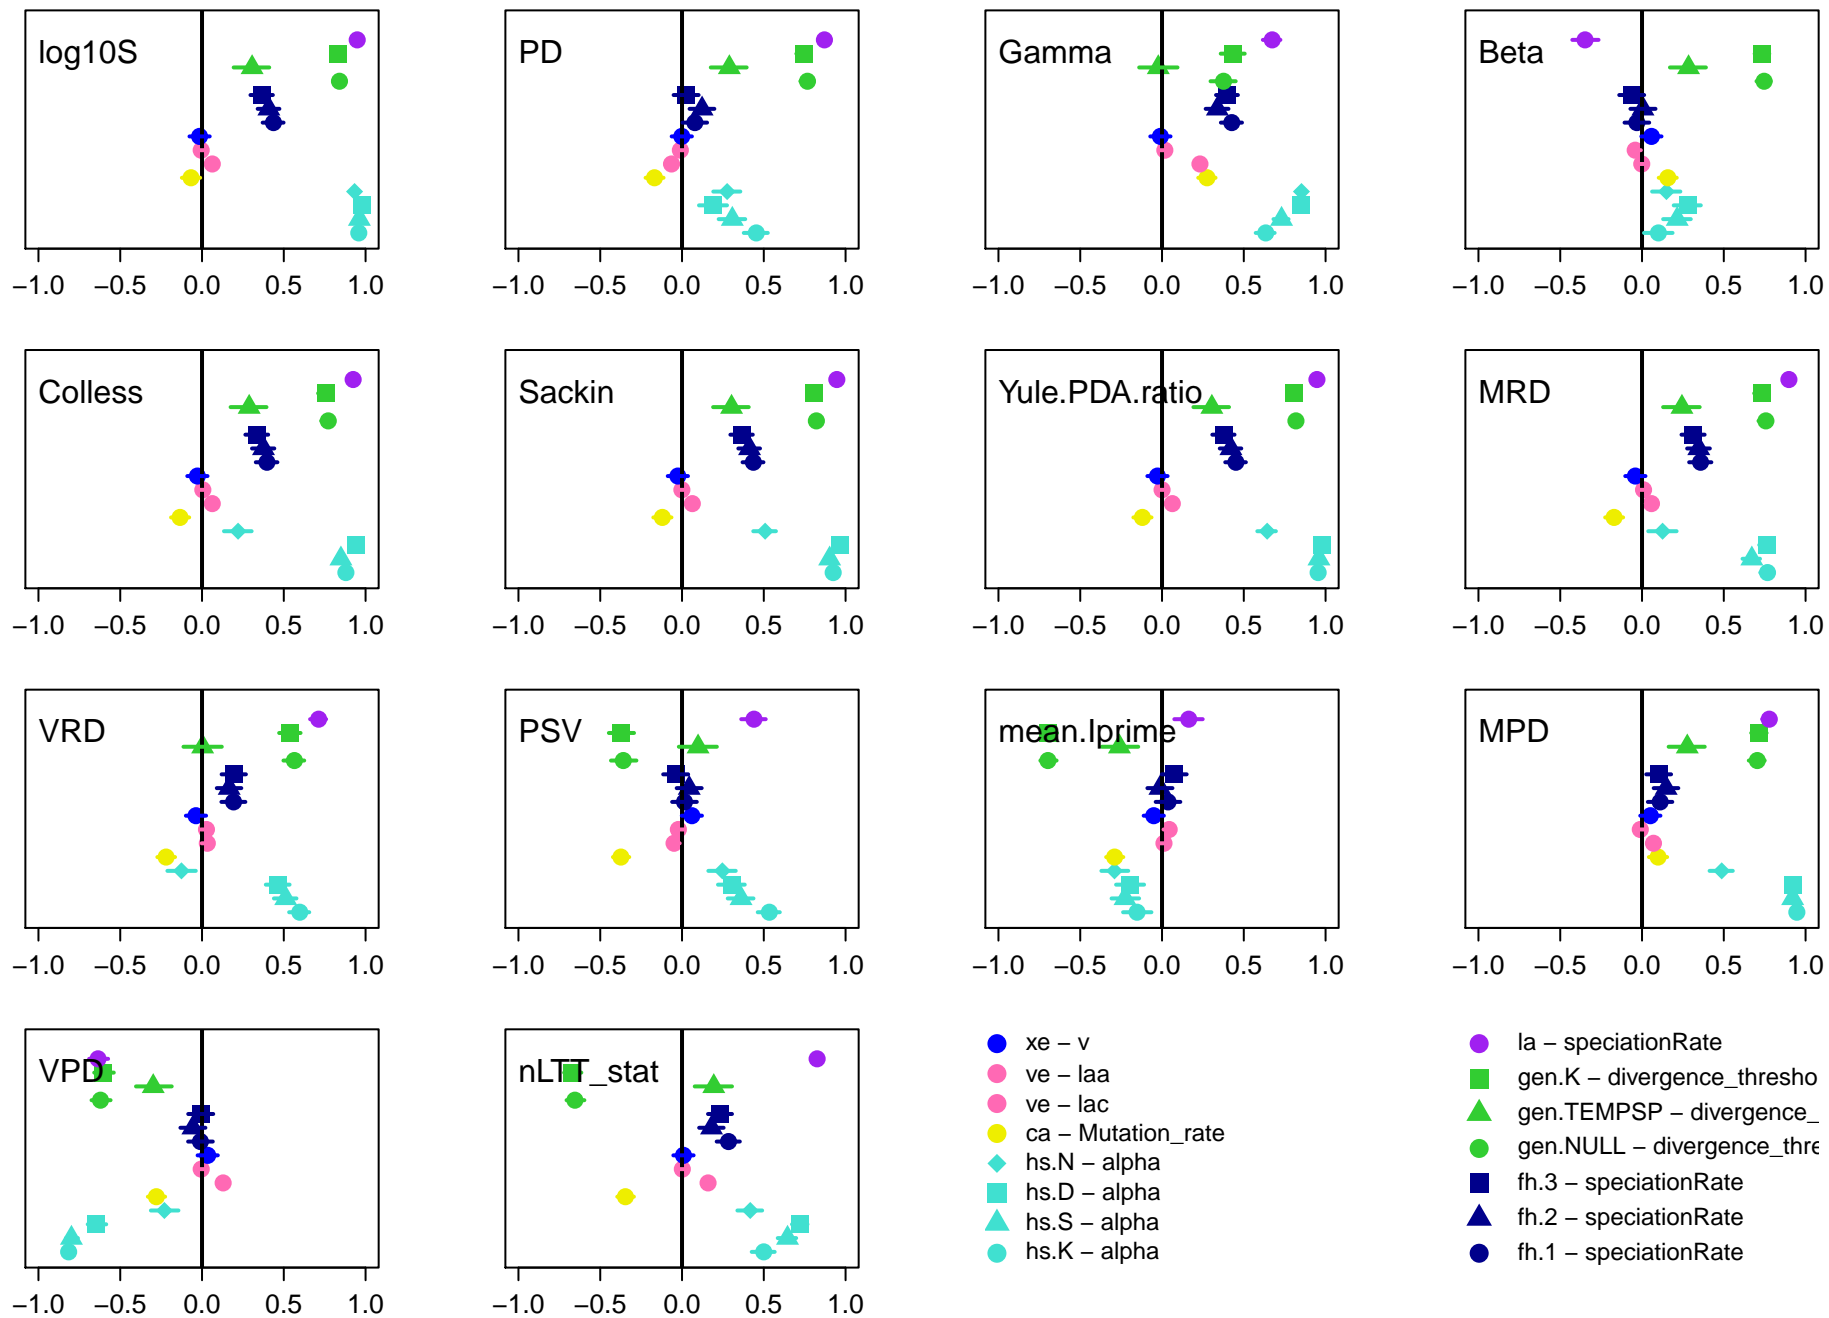 log10S
PD
Gamma
Beta
−1.0 −0.5 0.0 0.5 1.0
−1.0 −0.5 0.0 0.5 1.0
−1.0 −0.5 0.0 0.5 1.0
−1.0 −0.5 0.0 0.5 1.0
Colless
Sackin
Yule.PDA.ratio
MRD
−1.0 −0.5 0.0 0.5 1.0
−1.0 −0.5 0.0 0.5 1.0
−1.0 −0.5 0.0 0.5 1.0
−1.0 −0.5 0.0 0.5 1.0
VRD
PSV
mean.Iprime
MPD
−1.0 −0.5 0.0 0.5 1.0
−1.0 −0.5 0.0 0.5 1.0
−1.0 −0.5 0.0 0.5 1.0
−1.0 −0.5 0.0 0.5 1.0
VPD
nLTT_stat
−1.0 −0.5 0.0 0.5 1.0
−1.0 −0.5 0.0 0.5 1.0
xe − v
ve − laa
ve − lac
ca − Mutation_rate
hs.N − alpha
hs.D − alpha
hs.S − alpha
hs.K − alpha
la − speciationRate
gen.K − divergence_thresho
gen.TEMPSP − divergence_
gen.NULL − divergence_thre
fh.3 − speciationRate
fh.2 − speciationRate
fh.1 − speciationRate